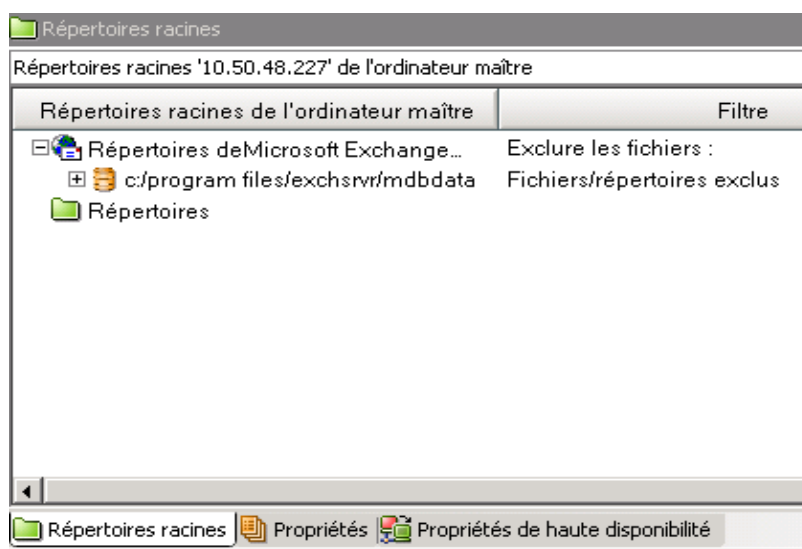 Répertoires racines
Répertoires racines '10.50.48.227' de l'ordinateur maître
Répertoires racines de l'ordinateur maître Filtre
Répertoires deMicrosoft Exchange... Exclure les fichiers :
c:/program files/exchsrvr/mdbdata Fichiers/répertoires exclus
Répertoires
Répertoires racines Propriétés Propriétés de haute disponibilité